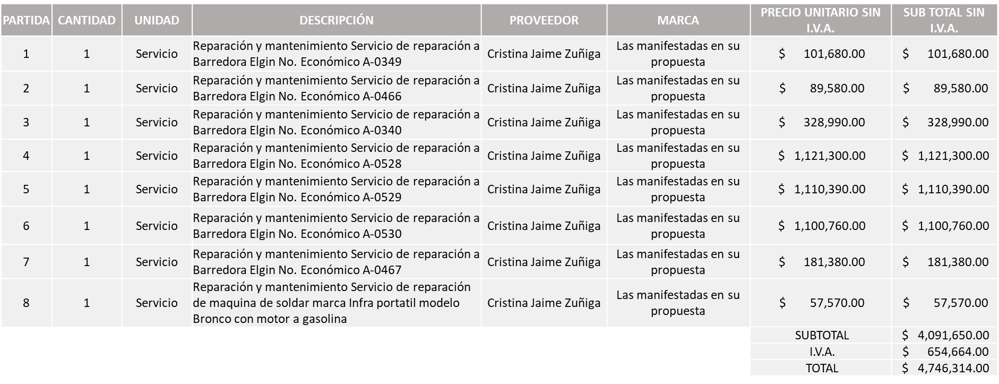 PARTIDA CANTIDAD UNIDAD DESCRIPCIÓN PROVEEDOR MARCA PRECIO UNITARIO SIN I.V.A. SUB TOTAL SIN I.V.A.
1 1 Servicio Reparación y mantenimiento Servicio de reparación a Barredora Elgin No. Económico A-0349 Cristina Jaime Zuñiga Las manifestadas en su propuesta $ 101,680.00 $ 101,680.00
2 1 Servicio Reparación y mantenimiento Servicio de reparación a Barredora Elgin No. Económico A-0466 Cristina Jaime Zuñiga Las manifestadas en su propuesta $ 89,580.00 $ 89,580.00
3 1 Servicio Reparación y mantenimiento Servicio de reparación a Barredora Elgin No. Económico A-0340 Cristina Jaime Zuñiga Las manifestadas en su propuesta $ 328,990.00 $ 328,990.00
4 1 Servicio Reparación y mantenimiento Servicio de reparación a Barredora Elgin No. Económico A-0528 Cristina Jaime Zuñiga Las manifestadas en su propuesta $ 1,121,300.00 $ 1,121,300.00
5 1 Servicio Reparación y mantenimiento Servicio de reparación a Barredora Elgin No. Económico A-0529 Cristina Jaime Zuñiga Las manifestadas en su propuesta $ 1,110,390.00 $ 1,110,390.00
6 1 Servicio Reparación y mantenimiento Servicio de reparación a Barredora Elgin No. Económico A-0530 Cristina Jaime Zuñiga Las manifestadas en su propuesta $ 1,100,760.00 $ 1,100,760.00
7 1 Servicio Reparación y mantenimiento Servicio de reparación a Barredora Elgin No. Económico A-0467 Cristina Jaime Zuñiga Las manifestadas en su propuesta $ 181,380.00 $ 181,380.00
8 1 Servicio Reparación y mantenimiento Servicio de reparación de maquina de soldar marca Infra portatil modelo Bronco con motor a gasolina Cristina Jaime Zuñiga Las manifestadas en su propuesta $ 57,570.00 $ 57,570.00
SUBTOTAL $ 4,091,650.00
I.V.A. $ 654,664.00
TOTAL $ 4,746,314.00